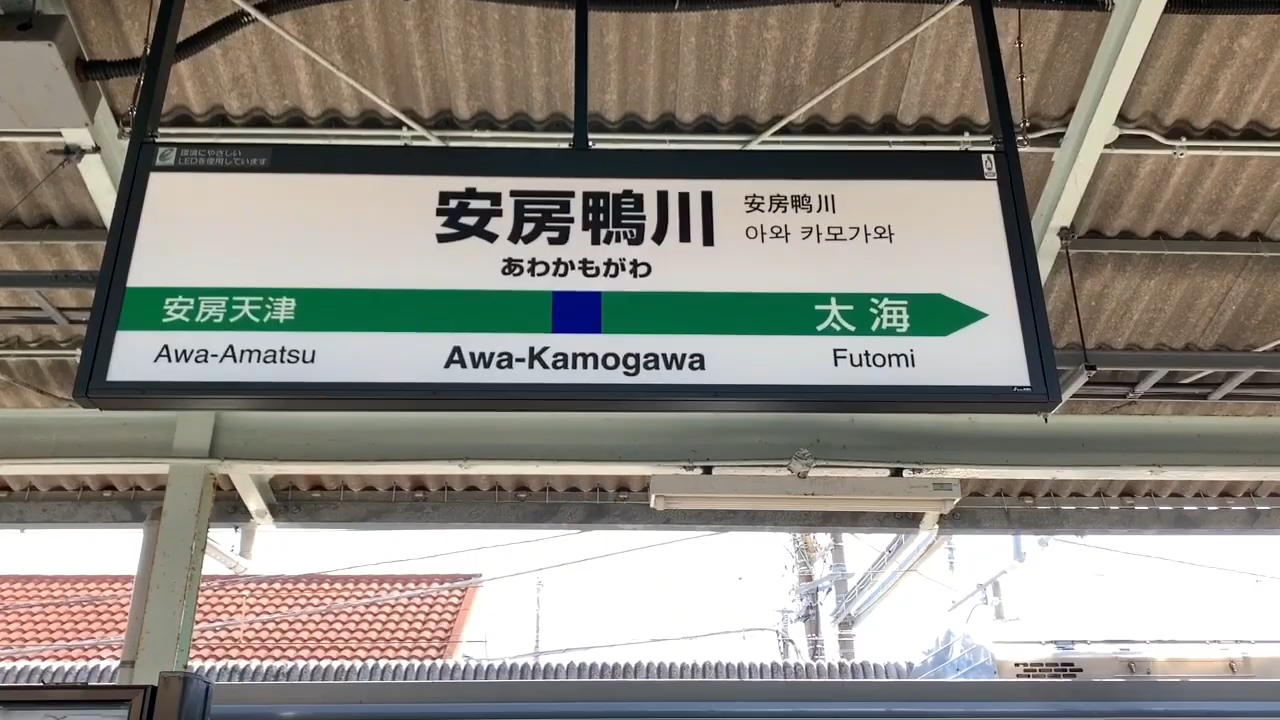 環境にやさしい
LEDを使用しています
安房鴨川
安房鸭川
아와 카모가와
あわかもがわ
安房天津
太海
Awa-Amatsu
Awa-Kamogawa
Futomi